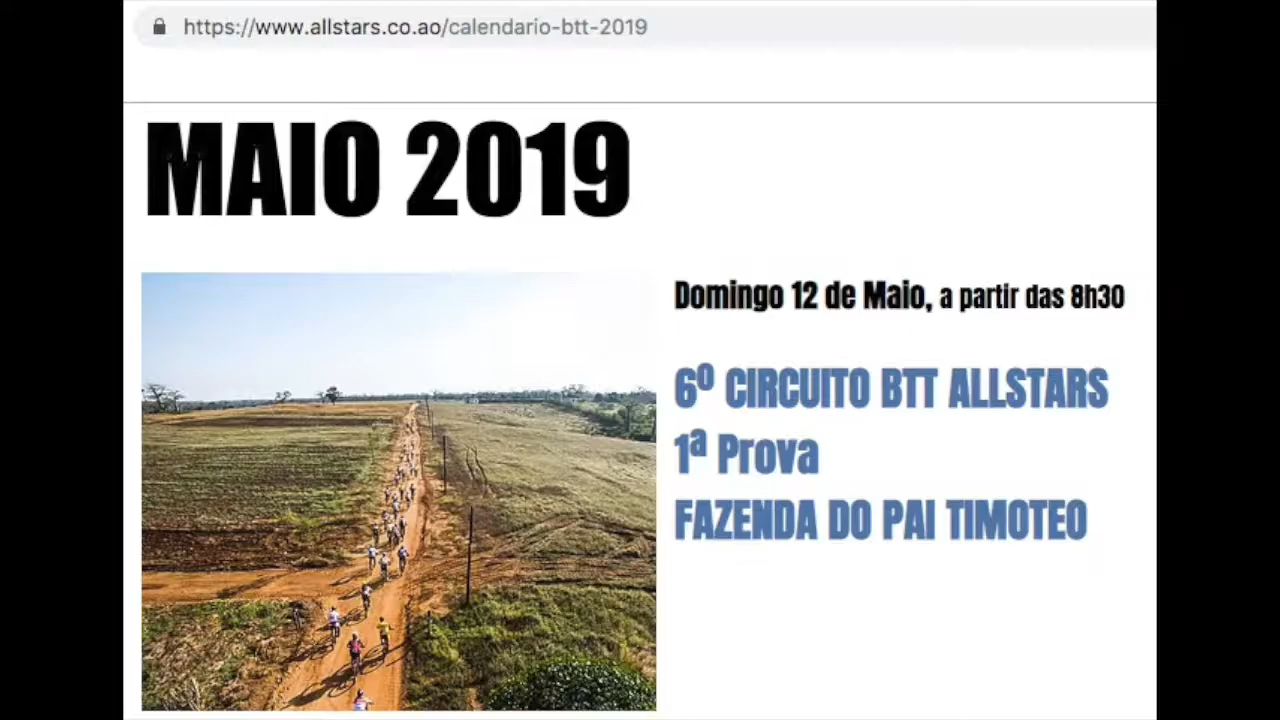 https://www.allstars.co.ao/calendario-btt-2019
MAIO 2019
Domingo 12 de Maio, a partir das 8h30
6º CIRCUITO BTT ALLSTARS
1ª Prova
FAZENDA DO PAI TIMOTEO